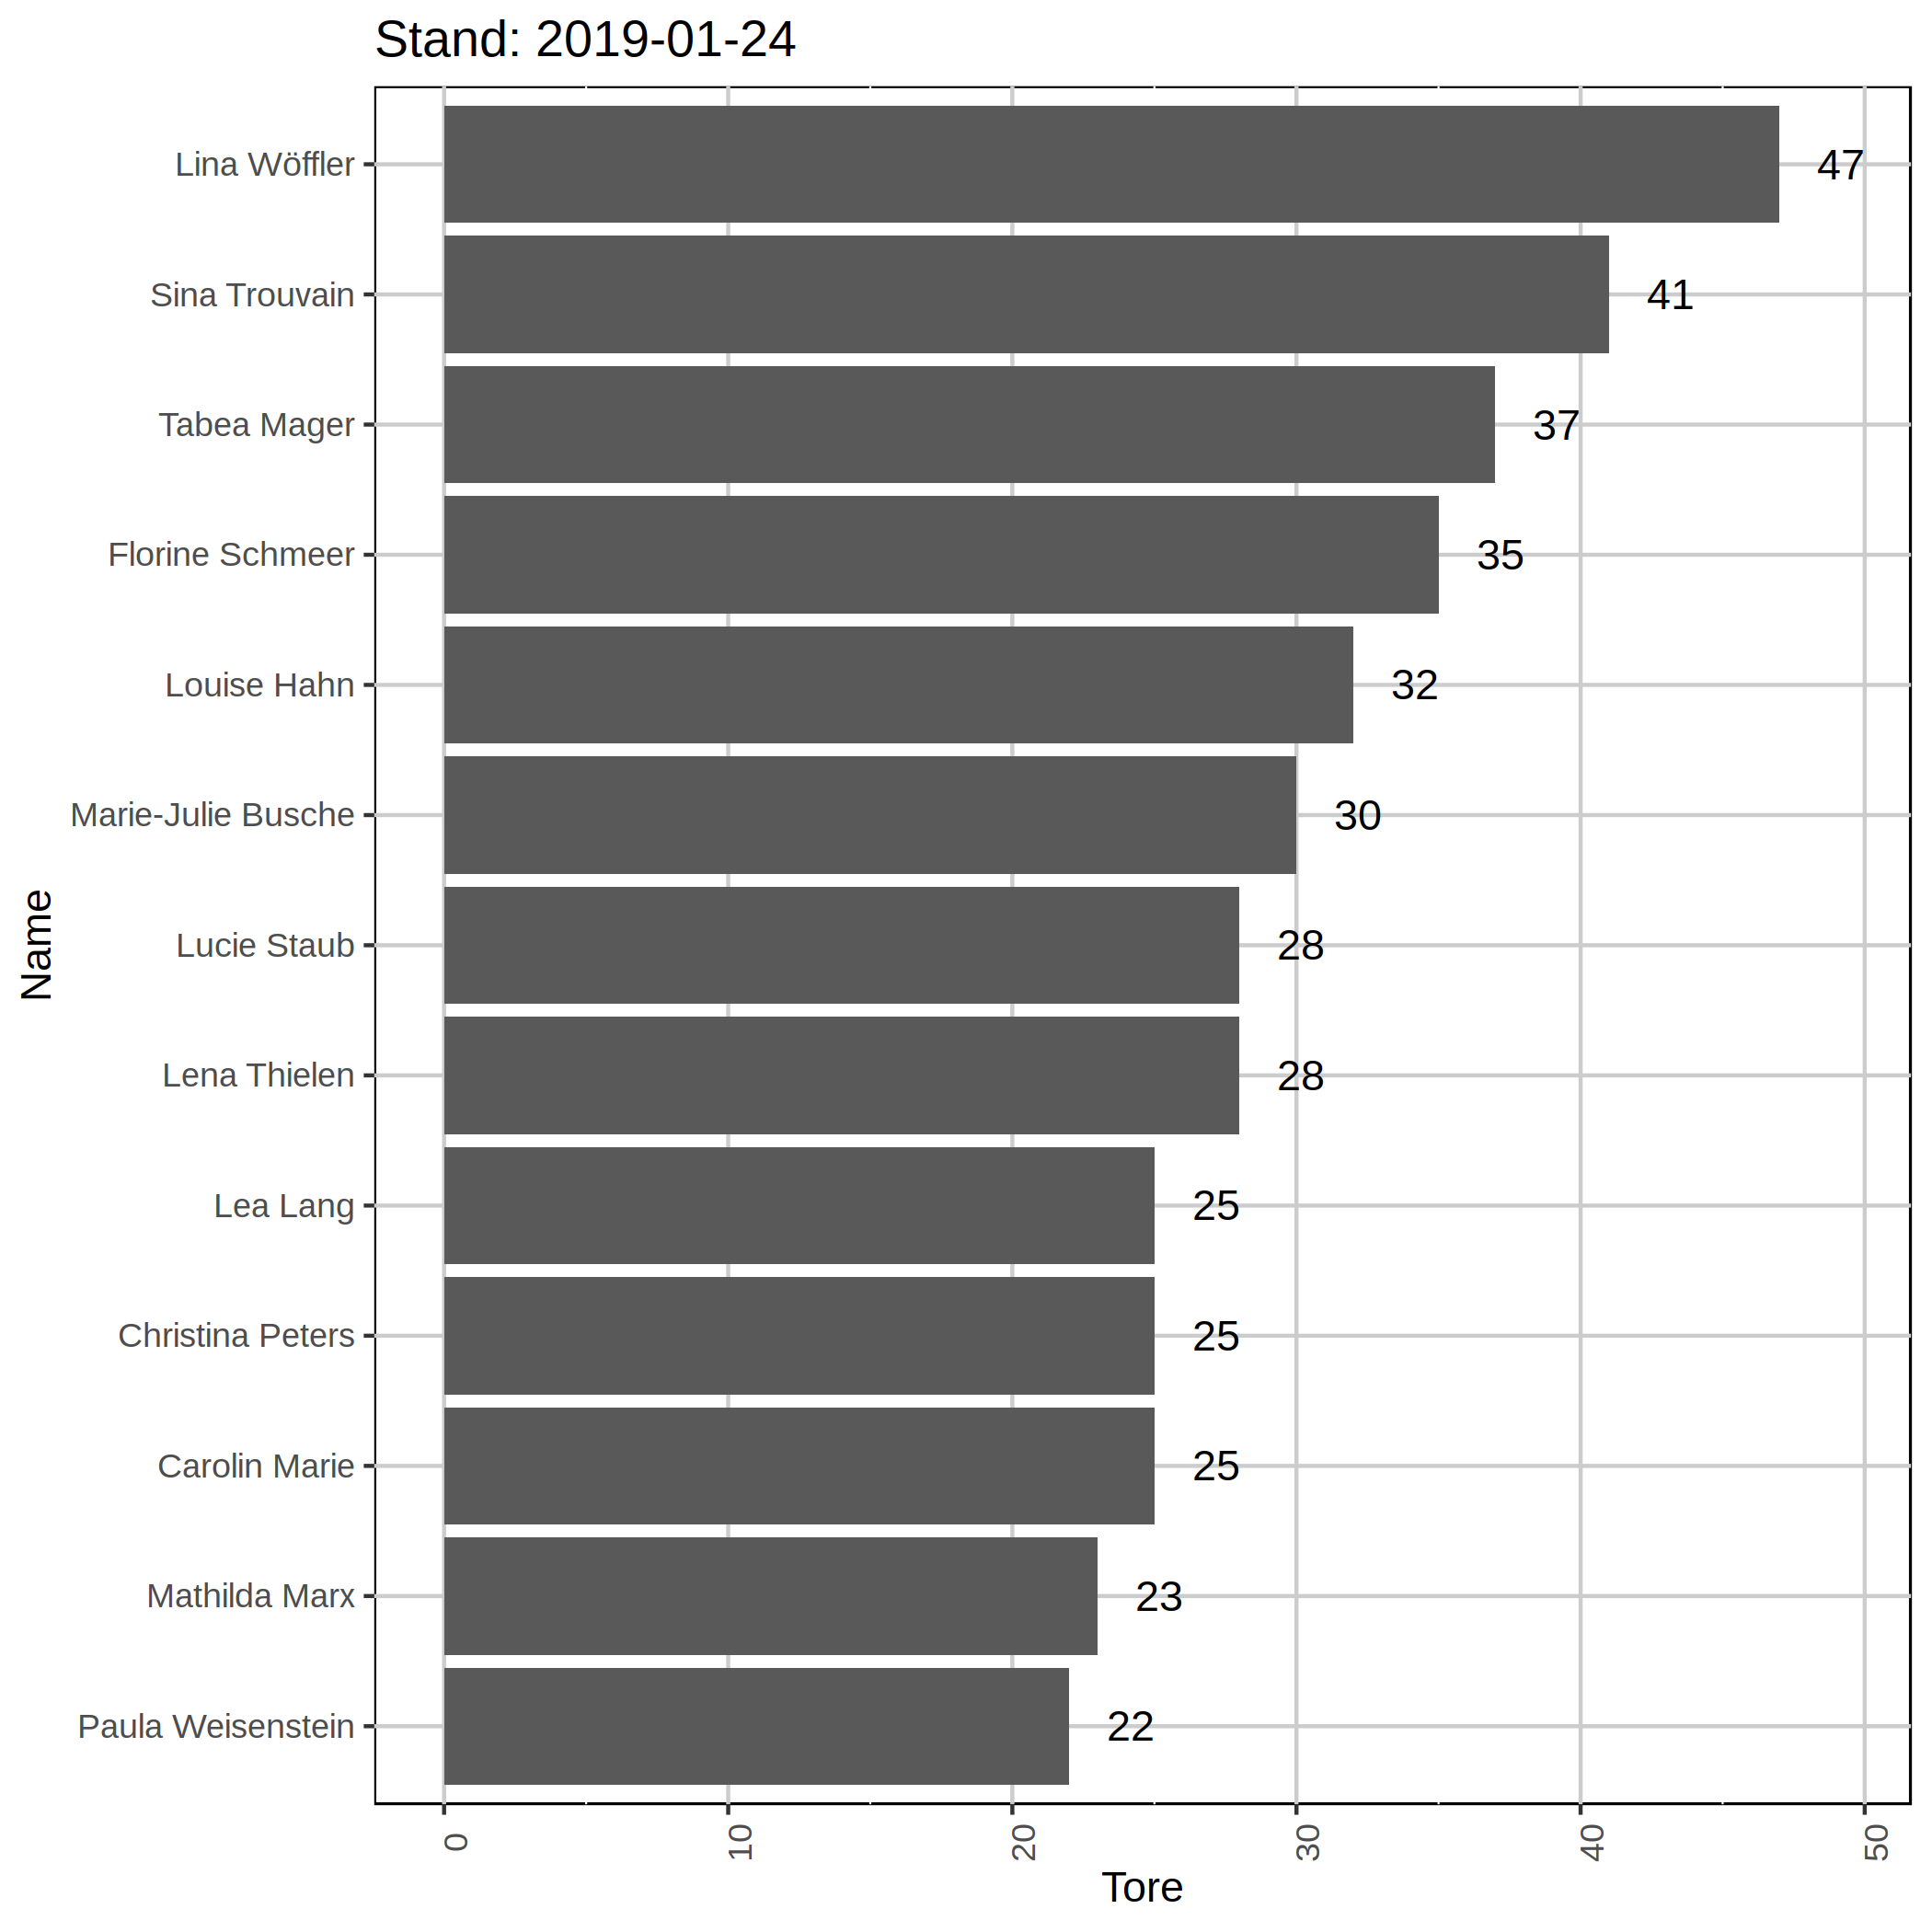 Stand: 2019-01-24
Lina Wöffler 47
Sina Trouvain 41
Tabea Mager 37
Florine Schmeer 35
Louise Hahn 32
Marie-Julie Busche 30
Lucie Staub 28
Lena Thielen 28
Lea Lang 25
Christina Peters 25
Carolin Marie 25
Mathilda Marx 23
Paula Weisenstein 22
Name
0 10 20 30 40 50
Tore